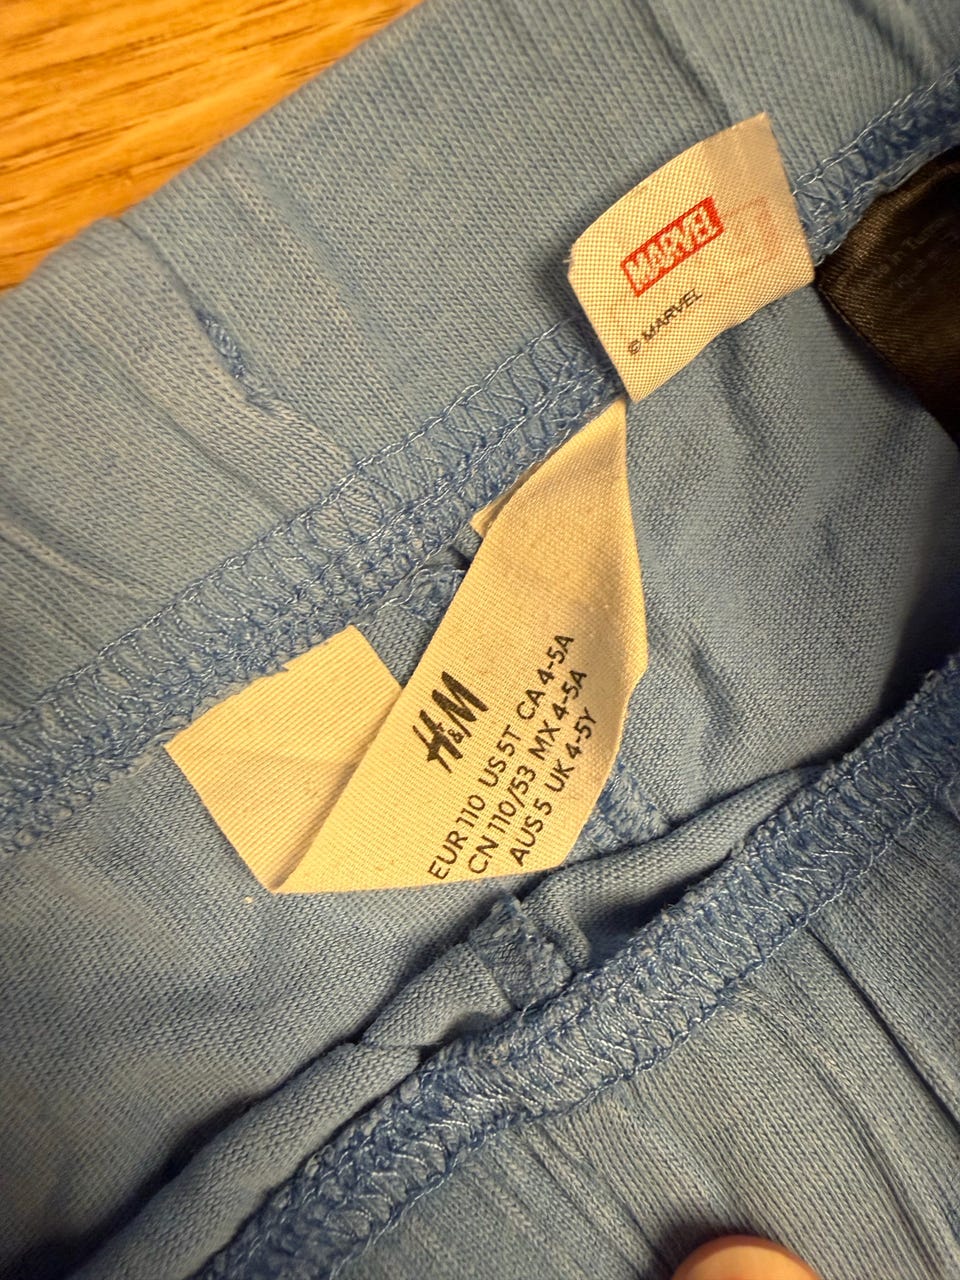 MARVEL
© MARVEL
H&M
EUR 110 US 5T CA 4-5A
CN 110/53 MX 4-5A
AUS 5 UK 4-5Y